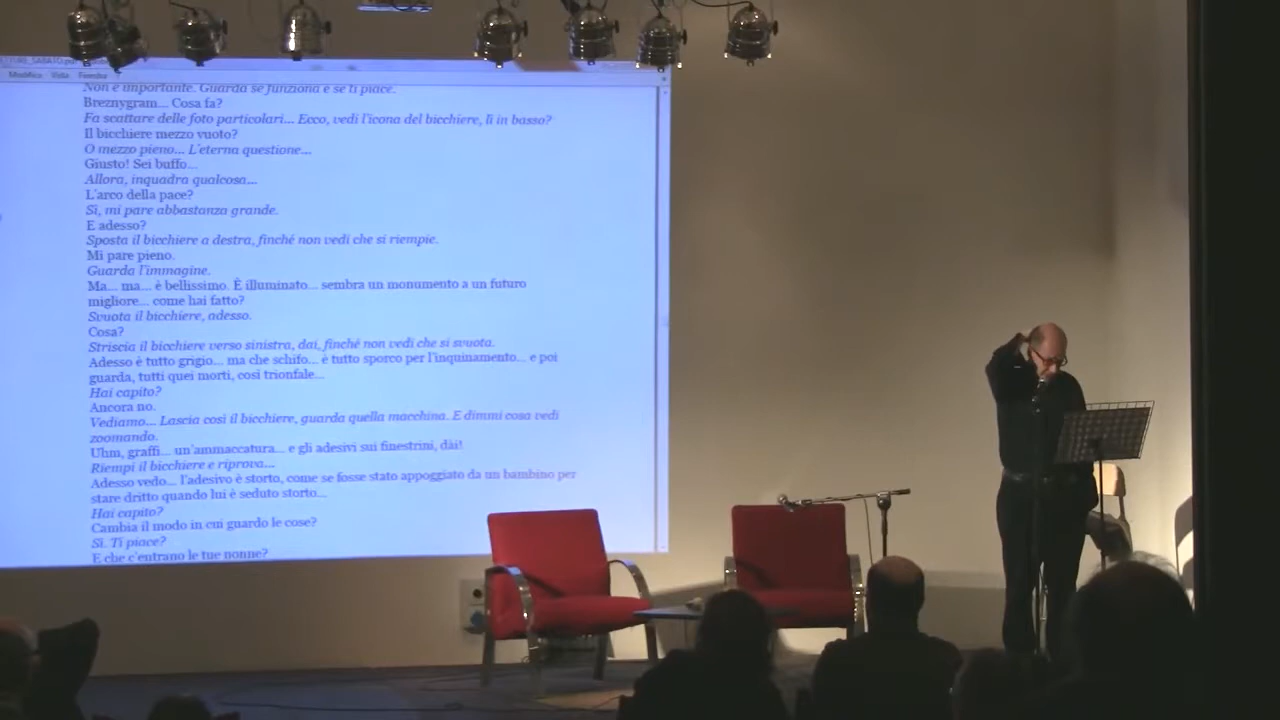 Modifica Vista Finestra ?
Non è importante. Guarda se funziona e se ti piace.
Breznygram... Cosa fa?
Fa scattare delle foto particolari... Ecco, vedi l'icona del bicchiere, lì in basso?
Il bicchiere mezzo vuoto?
O mezzo pieno... L'eterna questione...
Giusto! Sei buffo...
Allora, inquadra qualcosa...
L'arco della pace?
Sì, mi pare abbastanza grande.
E adesso?
Sposta il bicchiere a destra, finché non vedi che si riempie.
Mi pare pieno.
Guarda l'immagine.
Ma... ma... è bellissimo. È illuminato... sembra un monumento a un futuro
migliore... come hai fatto?
Svuota il bicchiere, adesso.
Cosa?
Striscia il bicchiere verso sinistra, dai, finché non vedi che si svuota.
Adesso è tutto grigio... ma che schifo... è tutto sporco per l'inquinamento... e poi
guarda, tutti quei morti, così trionfale...
Hai capito?
Ancora no.
Vediamo... Lascia così il bicchiere, guarda quella macchina. E dimmi cosa vedi
zoomando.
Uhm, graffi... un'ammaccatura... e gli adesivi sui finestrini, dài!
Riempi il bicchiere e riprova...
Adesso vedo... l'adesivo è storto, come se fosse stato appoggiato da un bambino per
stare dritto quando lui è seduto storto...
Hai capito?
Cambia il modo in cui guardo le cose?
Sì. Ti piace?
E che c'entrano le tue nonne?